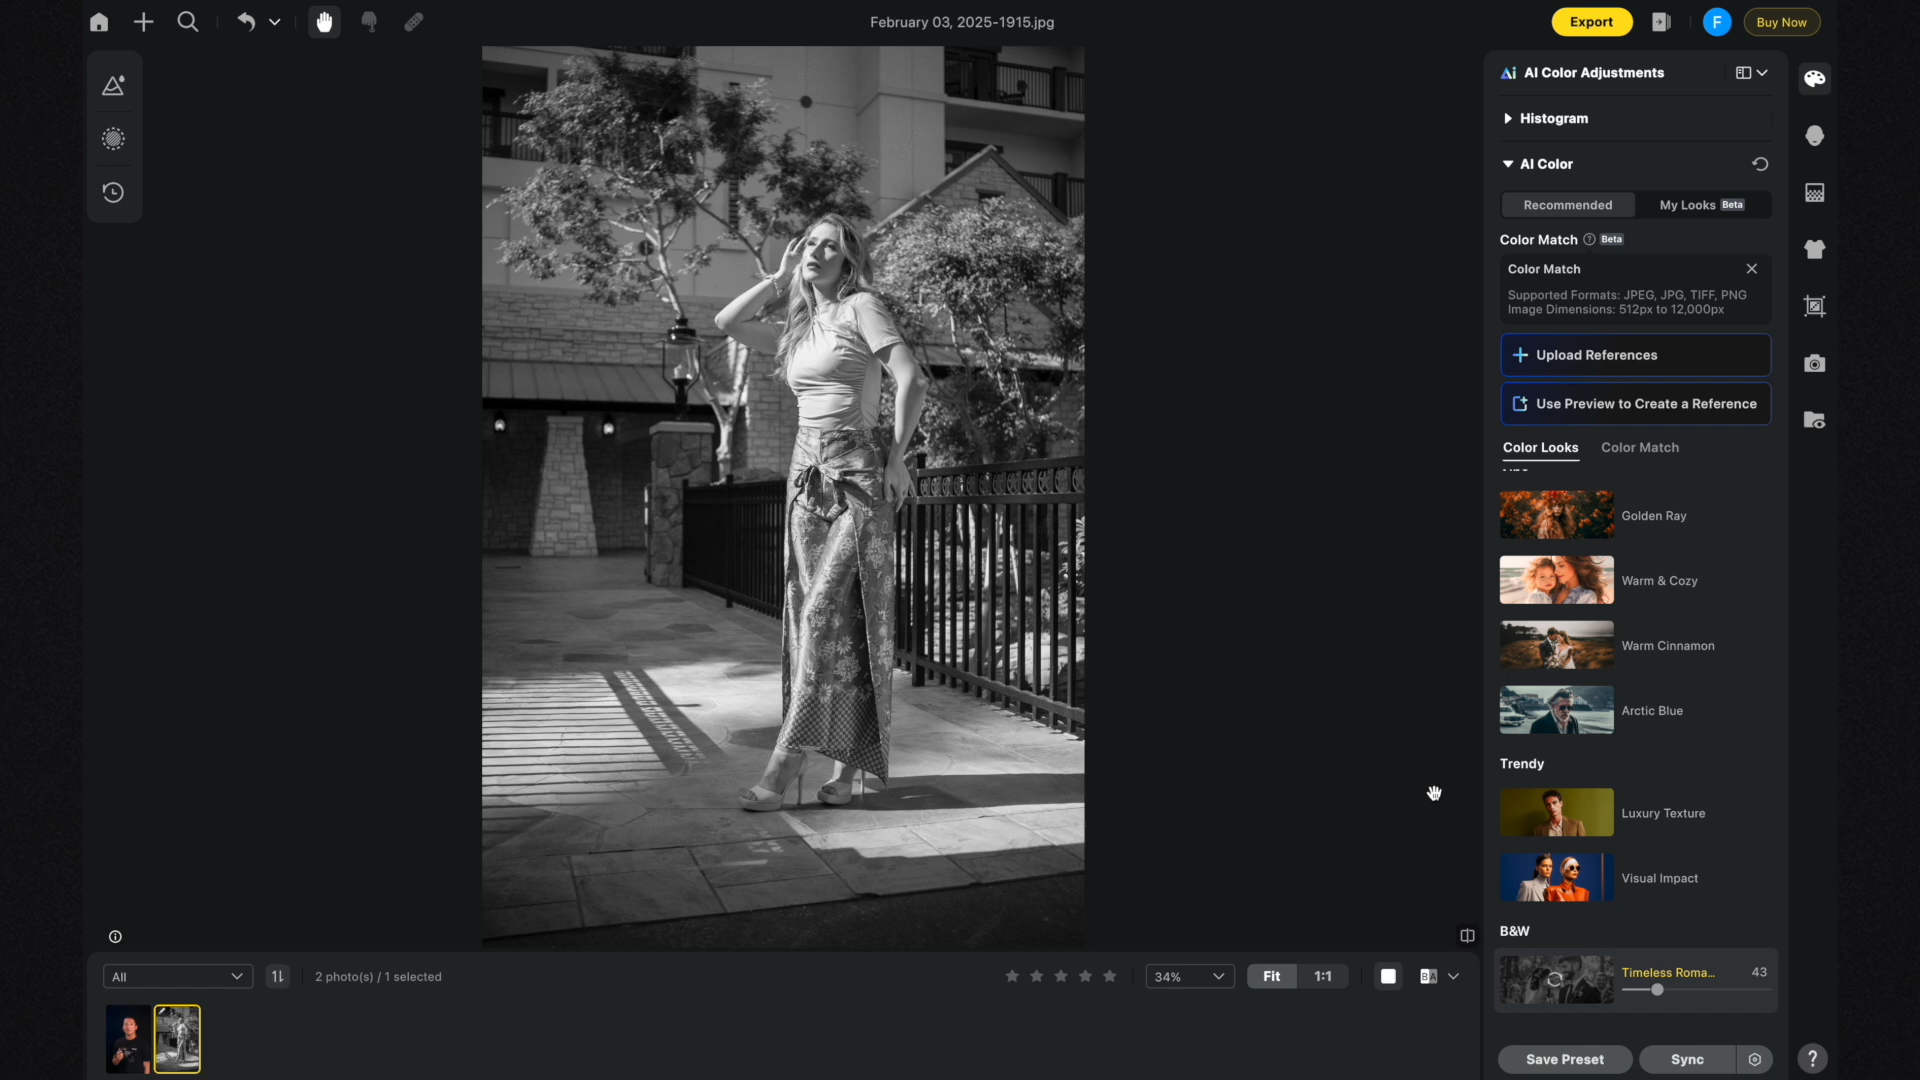 February 03, 2025-1915.jpg
Export
F
Buy Now
Ai AI Color Adjustments
Histogram
AI Color
Recommended
My Looks Beta
Color Match ? Beta
Color Match
Supported Formats: JPEG, JPG, TIFF, PNG
Image Dimensions: 512px to 12,000px
Upload References
Use Preview to Create a Reference
Color Looks
Color Match
Golden Ray
Warm & Cozy
Warm Cinnamon
Arctic Blue
Trendy
Luxury Texture
Visual Impact
B&W
Timeless Roma...
43
All
2 photo(s) / 1 selected
34%
Fit
1:1
BA
Save Preset
Sync
?